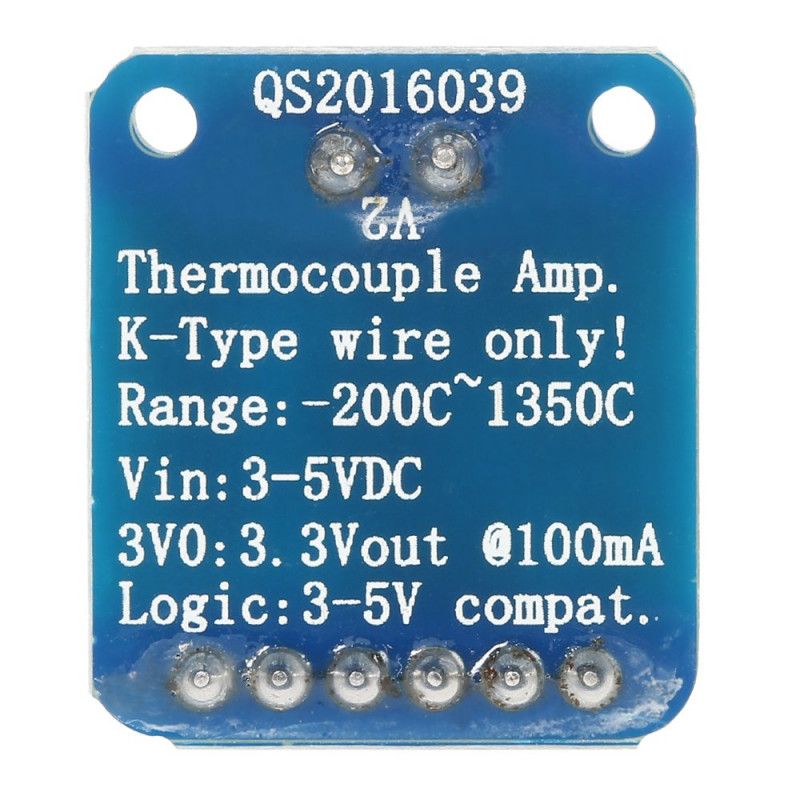 QS2016039
V2
Thermocouple Amp.
K-Type wire only!
Range:-200C~1350C
Vin:3-5VDC
3VO:3.3Vout @100mA
Logic:3-5V compat..